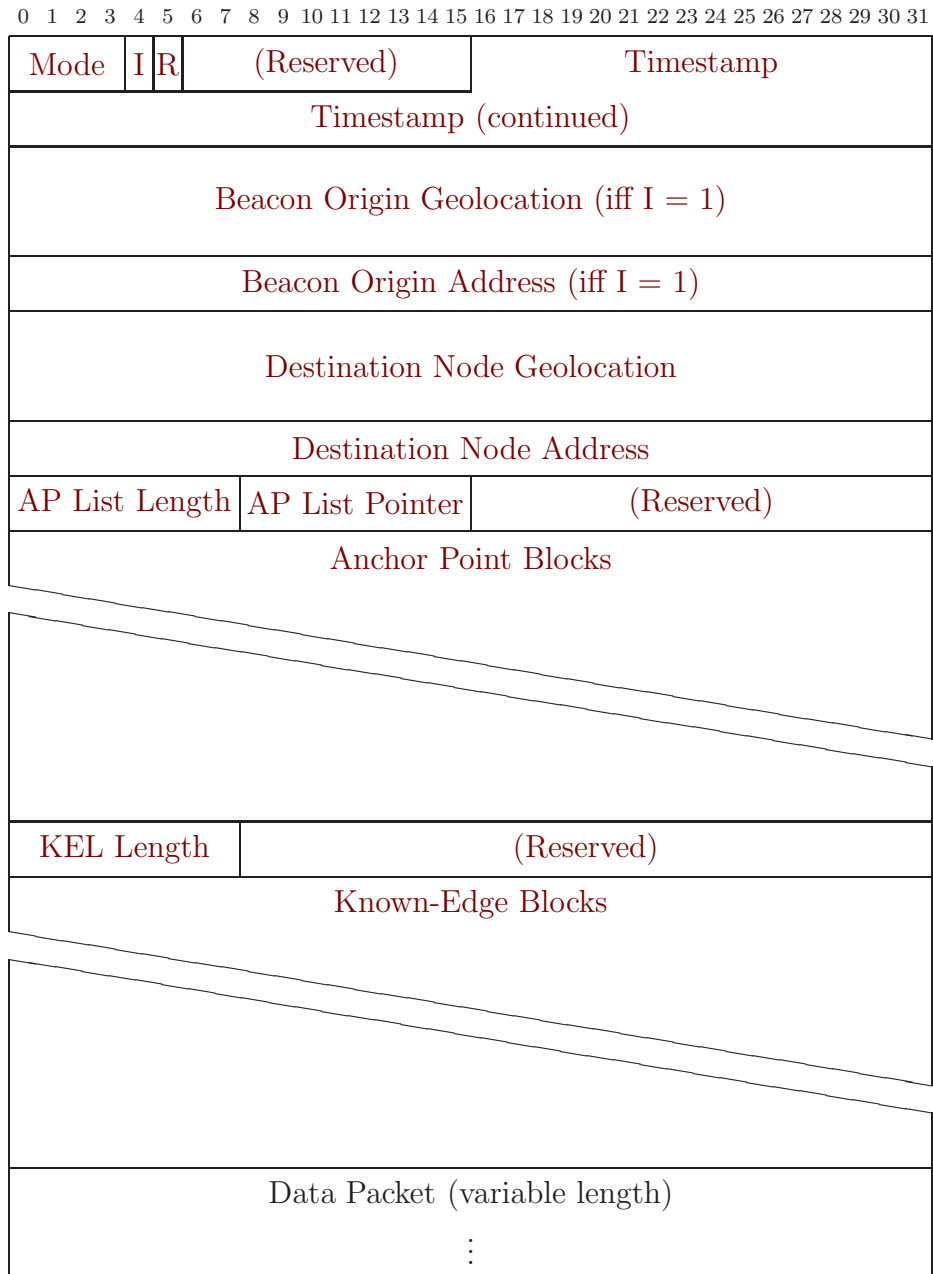 0 1 2 3 4 5 6 7 8 9 10 11 12 13 14 15 16 17 18 19 20 21 22 23 24 25 26 27 28 29 30 31
Mode I R (Reserved) Timestamp
Timestamp (continued)
Beacon Origin Geolocation (iff I = 1)
Beacon Origin Address (iff I = 1)
Destination Node Geolocation
Destination Node Address
AP List Length AP List Pointer (Reserved)
Anchor Point Blocks
KEL Length (Reserved)
Known-Edge Blocks
Data Packet (variable length)
⋮